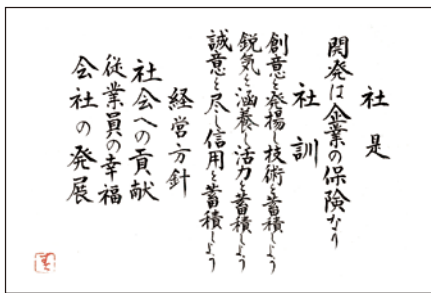 社是
開発は企業の保険なり
社訓
創意を発揚し技術を蓄積しよう
鋭気を涵養し活力を蓄積しよう
誠意を尽し信用を蓄積しよう
経営方針
社会への貢献
従業員の幸福
会社の発展